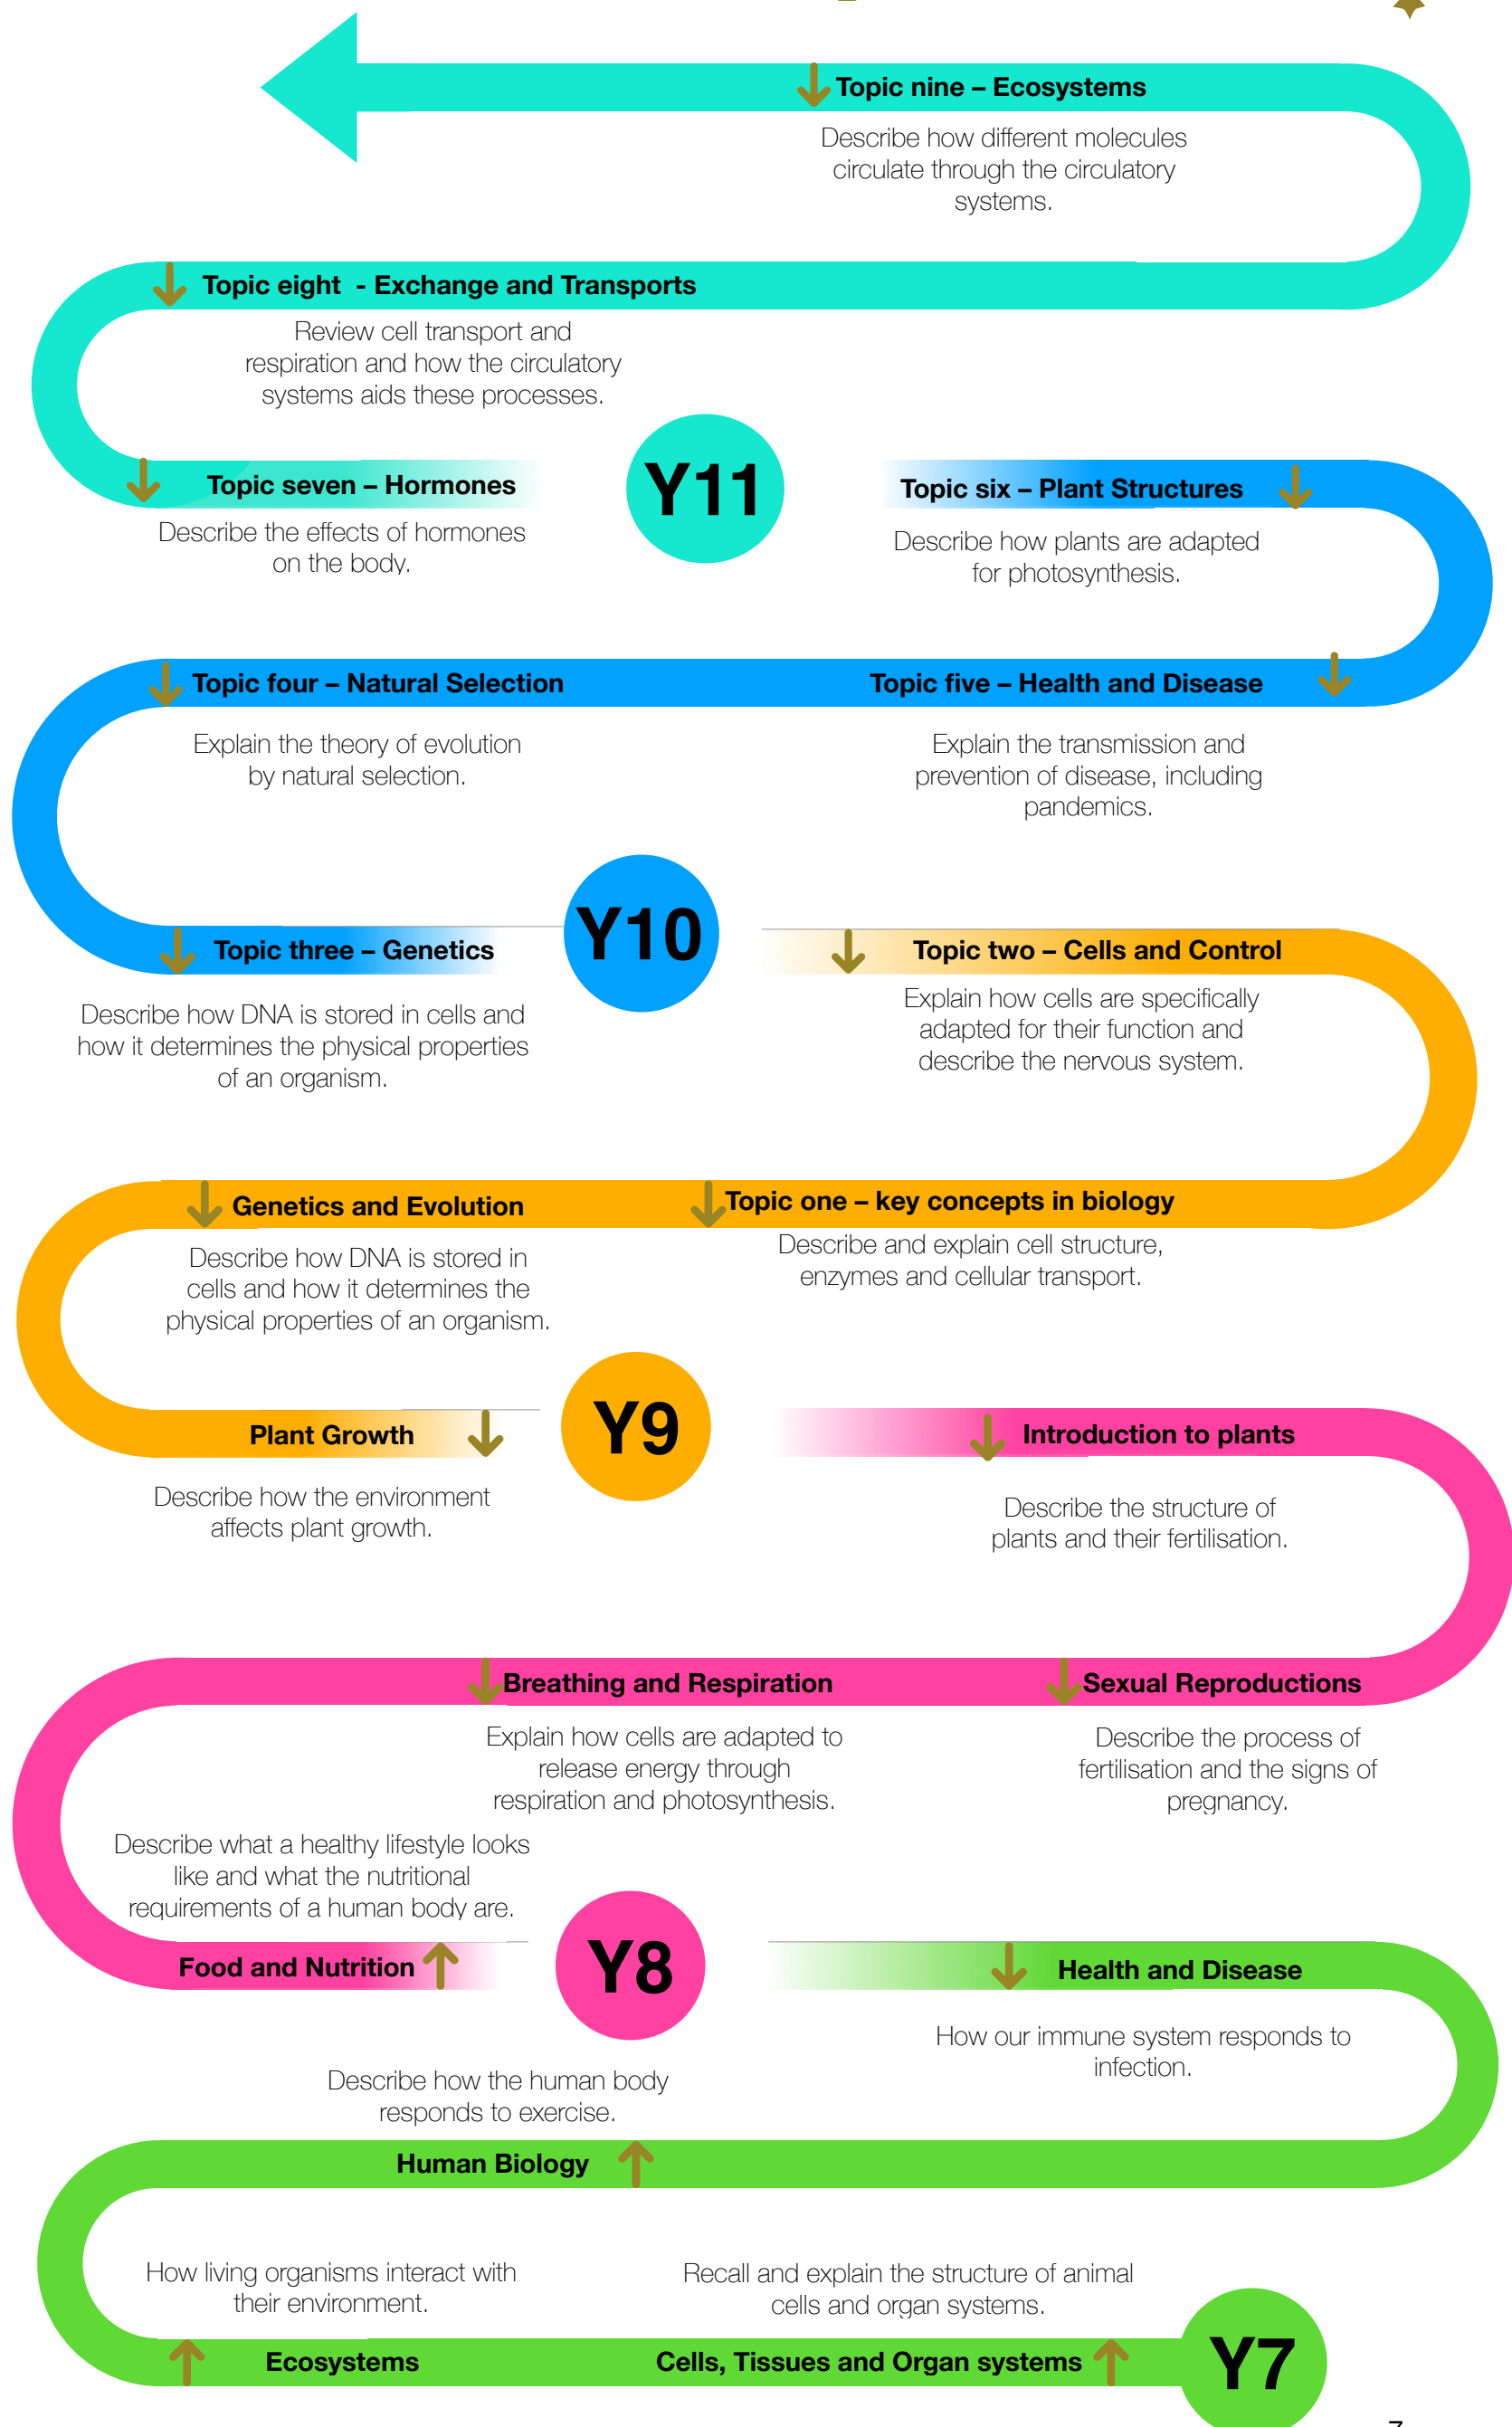 Topic nine – Ecosystems
Describe how different molecules
circulate through the circulatory
systems.
Topic eight - Exchange and Transports
Review cell transport and
respiration and how the circulatory
systems aids these processes.
Topic seven – Hormones
Describe the effects of hormones
on the body.
Y11
Topic six – Plant Structures
Describe how plants are adapted
for photosynthesis.
Topic four – Natural Selection
Explain the theory of evolution
by natural selection.
Topic five – Health and Disease
Explain the transmission and
prevention of disease, including
pandemics.
Topic three – Genetics
Describe how DNA is stored in cells and
how it determines the physical properties
of an organism.
Y10
Topic two – Cells and Control
Explain how cells are specifically
adapted for their function and
describe the nervous system.
Genetics and Evolution
Describe how DNA is stored in
cells and how it determines the
physical properties of an organism.
Topic one – key concepts in biology
Describe and explain cell structure,
enzymes and cellular transport.
Plant Growth
Describe how the environment
affects plant growth.
Y9
Introduction to plants
Describe the structure of
plants and their fertilisation.
Breathing and Respiration
Explain how cells are adapted to
release energy through
respiration and photosynthesis.
Sexual Reproductions
Describe the process of
fertilisation and the signs of
pregnancy.
Describe what a healthy lifestyle looks
like and what the nutritional
requirements of a human body are.
Food and Nutrition
Y8
Health and Disease
How our immune system responds to
infection.
Describe how the human body
responds to exercise.
Human Biology
How living organisms interact with
their environment.
Ecosystems
Recall and explain the structure of animal
cells and organ systems.
Cells, Tissues and Organ systems
Y7